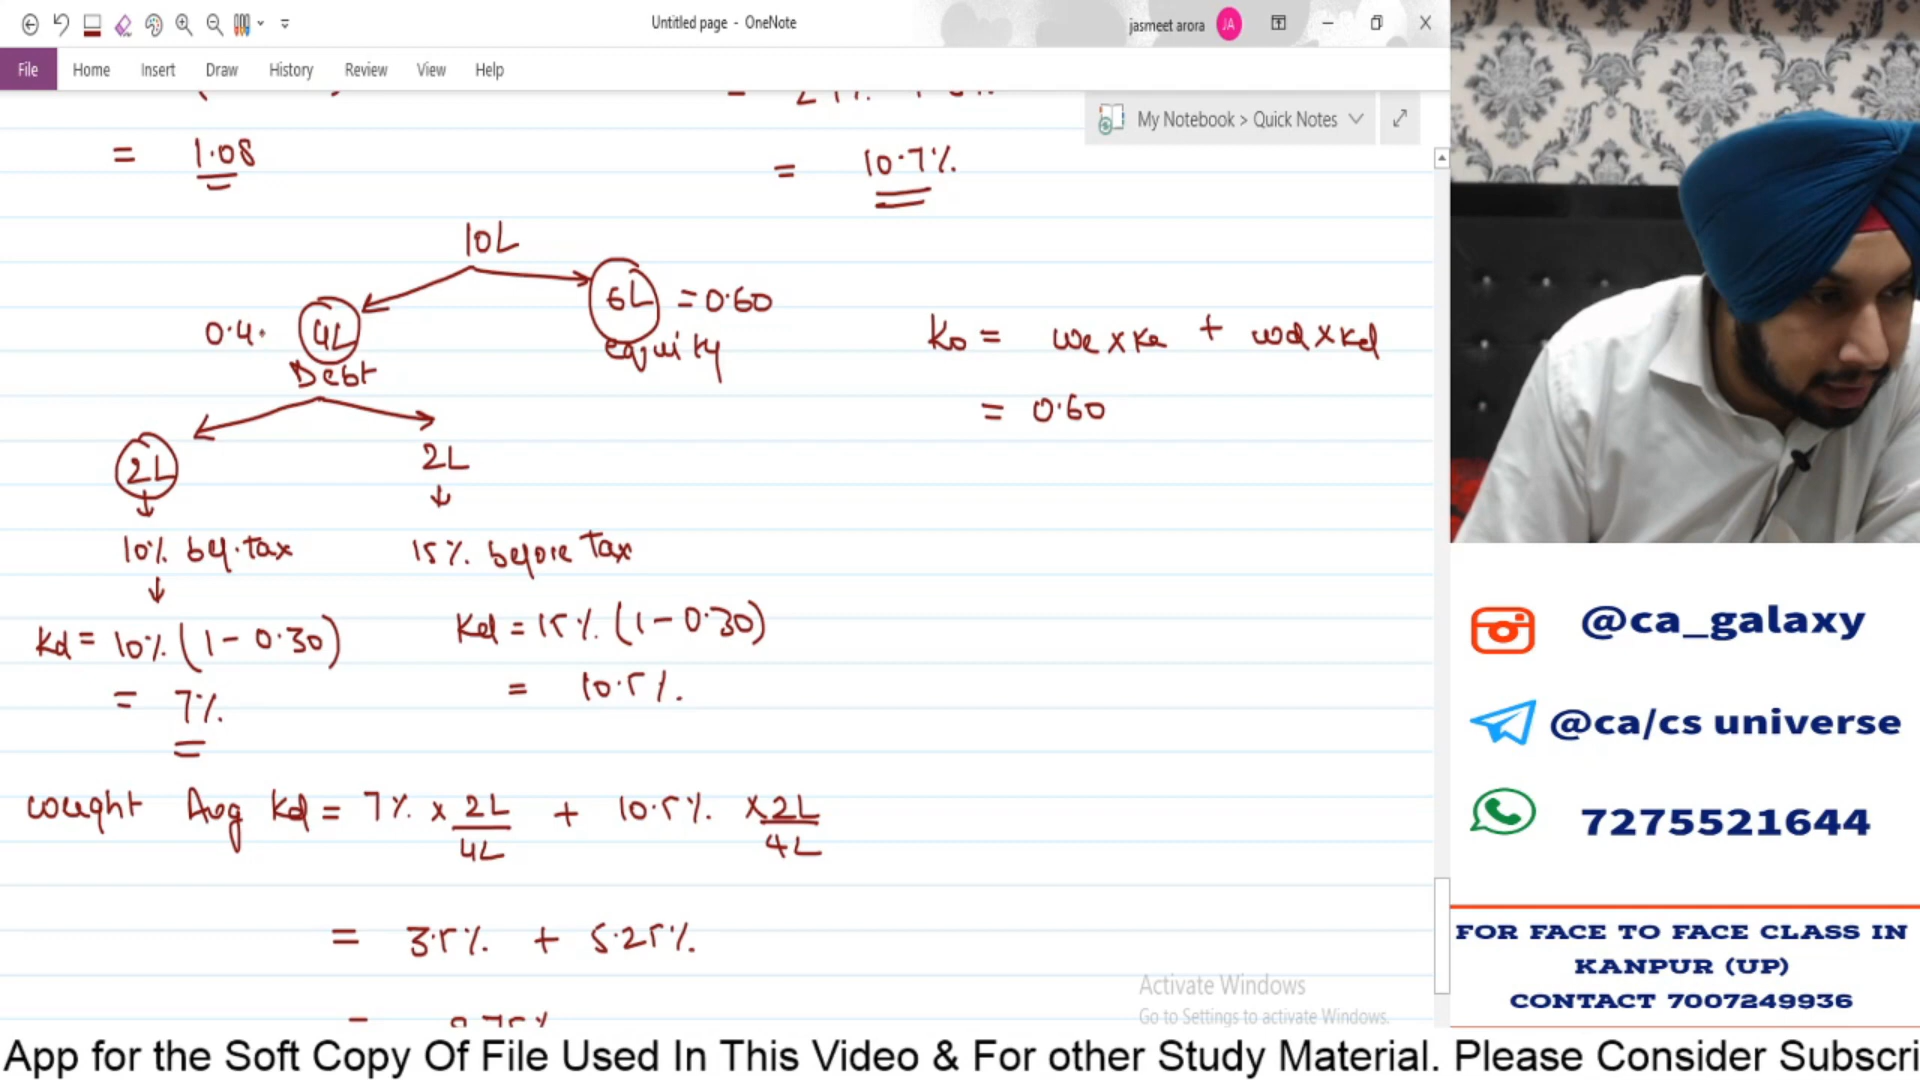 Untitled page - OneNote
jasmeet arora
JA
File Home Insert Draw History Review View Help
My Notebook > Quick Notes
= 1.08
= 10.7%
10L
0.4. 4L
6L = 0.60
Debt
equity
Ko = we x Ke + wd x Kd
= 0.60
2L 2L
10% bef. tax 15% before Tax
Kd = 10% (1 - 0.30) Kd = 15% (1 - 0.30)
= 7% = 10.5%.
weight Avg Kd = 7% x 2L/4L + 10.5% x 2L/4L
= 3.5% + 5.25%
Activate Windows
Go to Settings to activate Windows.
@ca_galaxy
@ca/cs universe
7275521644
FOR FACE TO FACE CLASS IN
KANPUR (UP)
CONTACT 7007249936
App for the Soft Copy Of File Used In This Video & For other Study Material. Please Consider Subscri